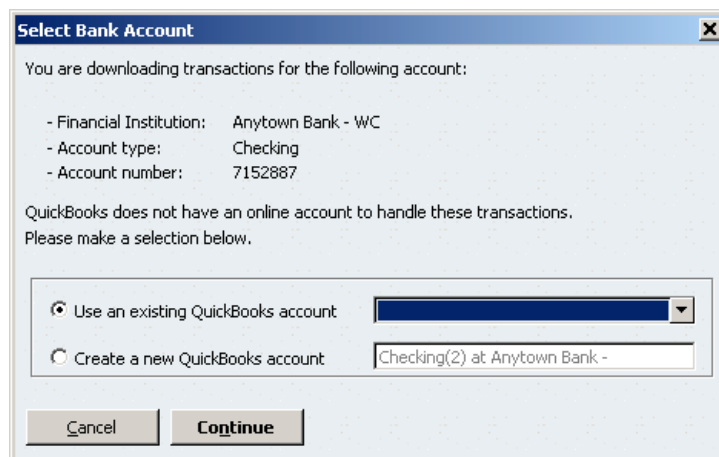 Select Bank Account
You are downloading transactions for the following account:
- Financial Institution: Anytown Bank - WC
- Account type: Checking
- Account number: 7152887
QuickBooks does not have an online account to handle these transactions.
Please make a selection below.
Use an existing QuickBooks account
Create a new QuickBooks account Checking(2) at Anytown Bank -
Cancel Continue